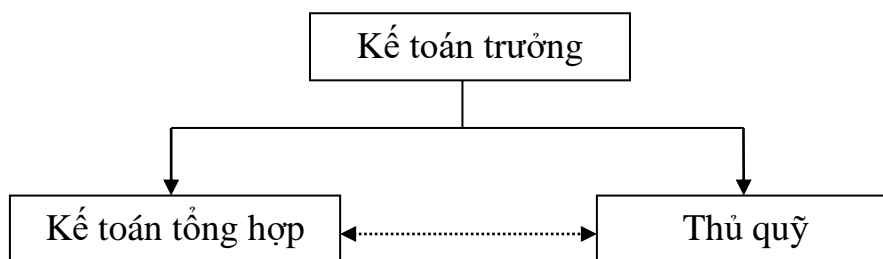 Kế toán trưởng
Kế toán tổng hợp
Thủ quỹ